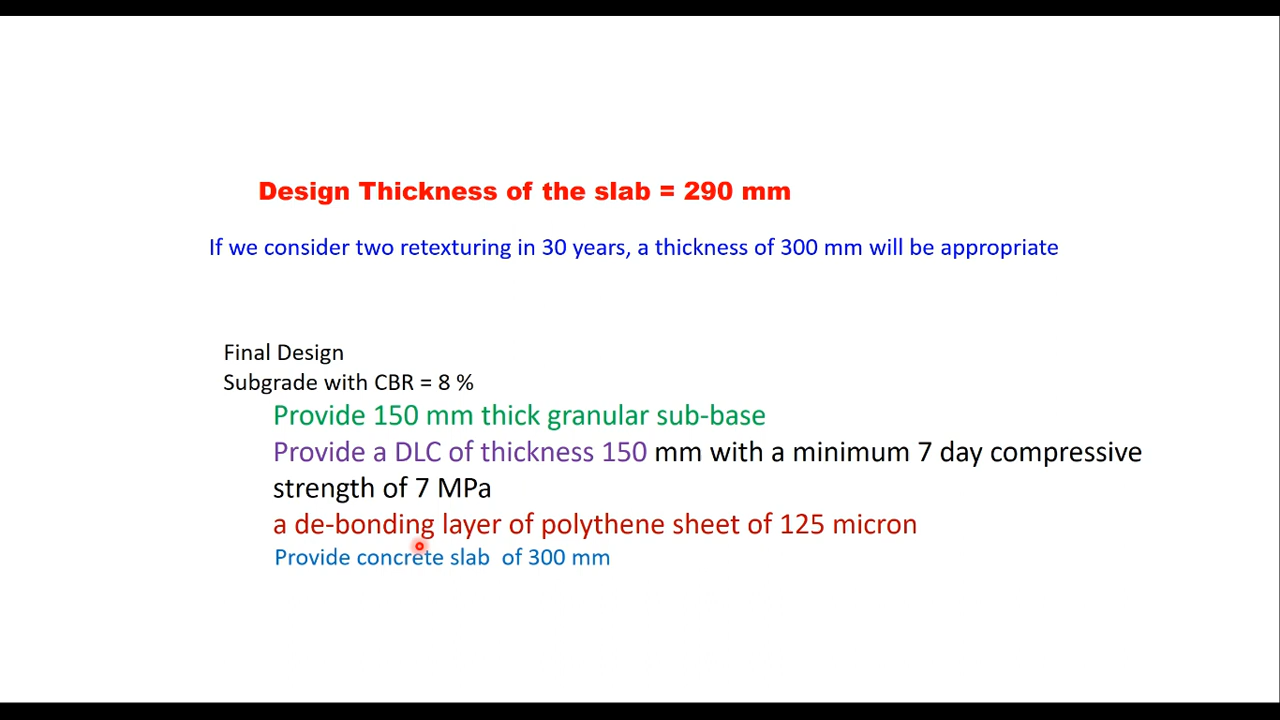 Design Thickness of the slab = 290 mm
If we consider two retexturing in 30 years, a thickness of 300 mm will be appropriate
Final Design
Subgrade with CBR = 8 %
Provide 150 mm thick granular sub-base
Provide a DLC of thickness 150 mm with a minimum 7 day compressive
strength of 7 MPa
a de-bonding layer of polythene sheet of 125 micron
Provide concrete slab of 300 mm